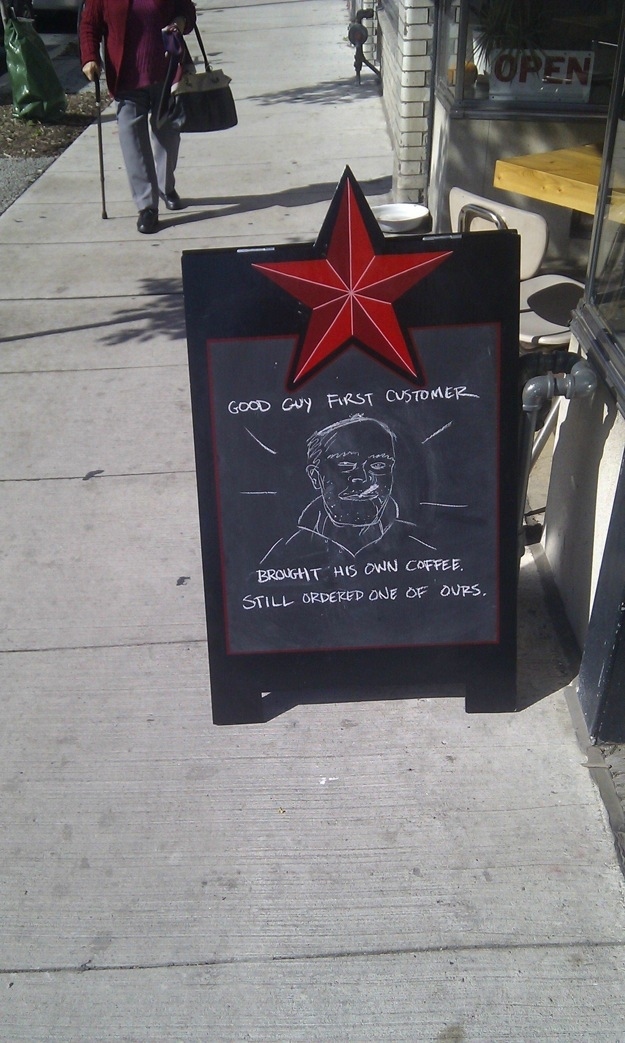 OPEN
GOOD GUY FIRST CUSTOMER
BROUGHT HIS OWN COFFEE.
STILL ORDERED ONE OF OURS.